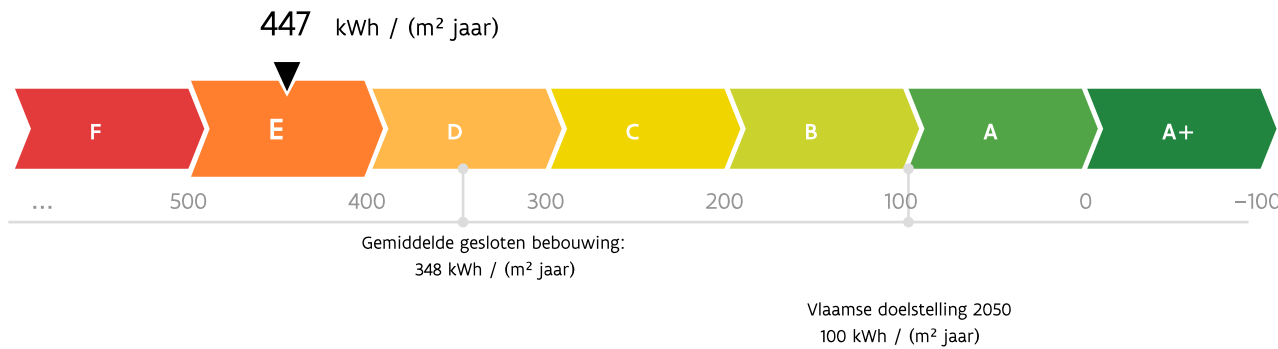 447 kWh / (m² jaar)
F E D C B A A+
... 500 400 300 200 100 0 –100
Gemiddelde gesloten bebouwing:
348 kWh / (m² jaar)
Vlaamse doelstelling 2050
100 kWh / (m² jaar)